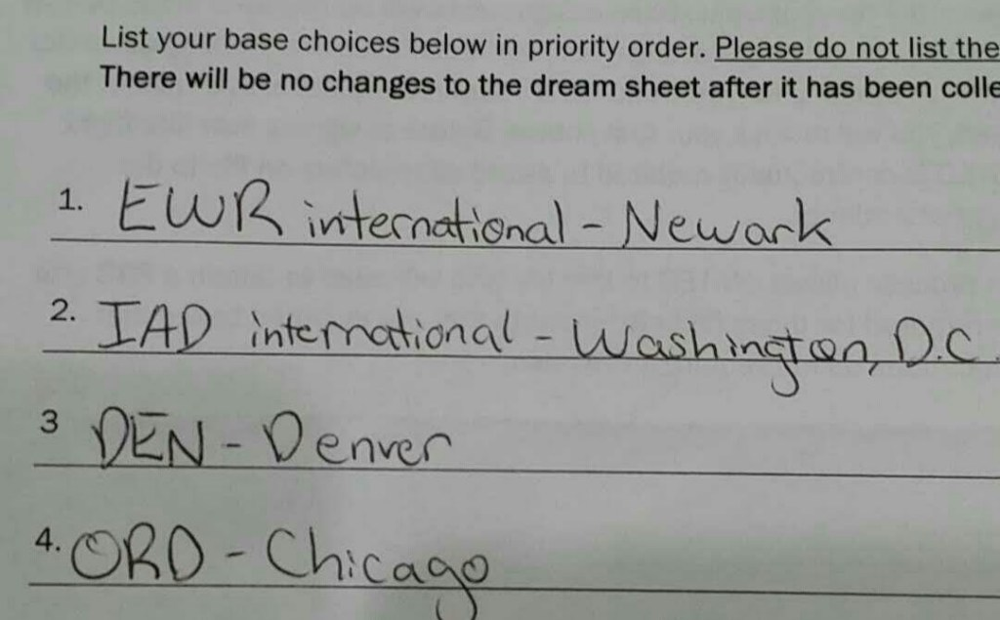 List your base choices below in priority order. Please do not list the
There will be no changes to the dream sheet after it has been colle
1. EWR international - Newark
2. IAD international - Washington, D.C.
3 DEN - Denver
4. ORD - Chicago